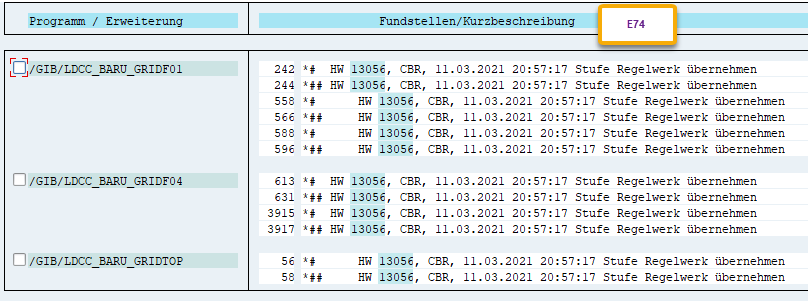 Programm / Erweiterung Fundstellen/Kurzbeschreibung E74
/GIB/LDCC_BARU_GRIDF01 242 *# HW 13056, CBR, 11.03.2021 20:57:17 Stufe Regelwerk übernehmen
244 *## HW 13056, CBR, 11.03.2021 20:57:17 Stufe Regelwerk übernehmen
558 *# HW 13056, CBR, 11.03.2021 20:57:17 Stufe Regelwerk übernehmen
566 *## HW 13056, CBR, 11.03.2021 20:57:17 Stufe Regelwerk übernehmen
588 *# HW 13056, CBR, 11.03.2021 20:57:17 Stufe Regelwerk übernehmen
596 *## HW 13056, CBR, 11.03.2021 20:57:17 Stufe Regelwerk übernehmen
/GIB/LDCC_BARU_GRIDF04 613 *# HW 13056, CBR, 11.03.2021 20:57:17 Stufe Regelwerk übernehmen
631 *## HW 13056, CBR, 11.03.2021 20:57:17 Stufe Regelwerk übernehmen
3915 *# HW 13056, CBR, 11.03.2021 20:57:17 Stufe Regelwerk übernehmen
3917 *## HW 13056, CBR, 11.03.2021 20:57:17 Stufe Regelwerk übernehmen
/GIB/LDCC_BARU_GRIDTOP 56 *# HW 13056, CBR, 11.03.2021 20:57:17 Stufe Regelwerk übernehmen
58 *## HW 13056, CBR, 11.03.2021 20:57:17 Stufe Regelwerk übernehmen